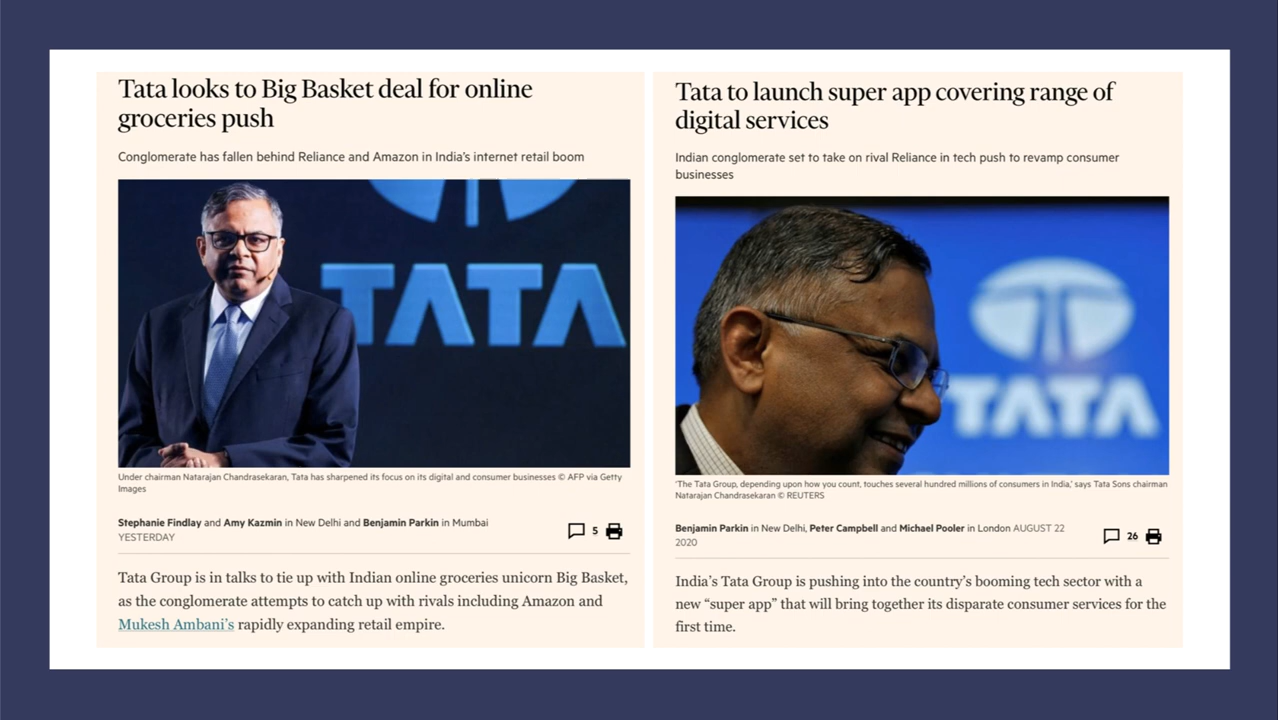 Tata looks to Big Basket deal for online
groceries push
Conglomerate has fallen behind Reliance and Amazon in India's internet retail boom
TATA
Under chairman Natarajan Chandrasekaran, Tata has sharpened its focus on its digital and consumer businesses © AFP via Getty
Images
Stephanie Findlay and Amy Kazmin in New Delhi and Benjamin Parkin in Mumbai
YESTERDAY
5
Tata Group is in talks to tie up with Indian online groceries unicorn Big Basket,
as the conglomerate attempts to catch up with rivals including Amazon and
Mukesh Ambani's rapidly expanding retail empire.
Tata to launch super app covering range of
digital services
Indian conglomerate set to take on rival Reliance in tech push to revamp consumer
businesses
TATA
'The Tata Group, depending upon how you count, touches several hundred millions of consumers in India,' says Tata Sons chairman
Natarajan Chandrasekaran © REUTERS
Benjamin Parkin in New Delhi, Peter Campbell and Michael Pooler in London AUGUST 22
2020
26
India's Tata Group is pushing into the country's booming tech sector with a
new “super app” that will bring together its disparate consumer services for the
first time.